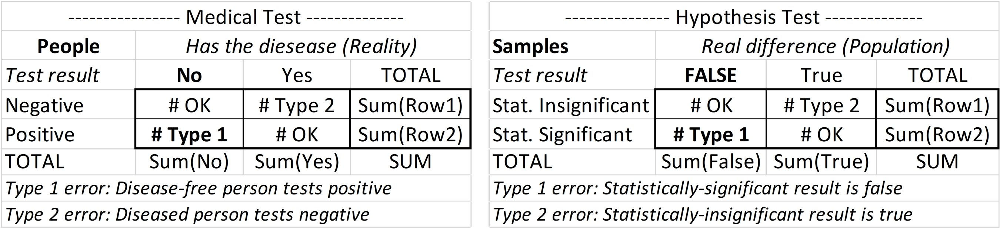 ---------------- Medical Test --------------
People Has the diesease (Reality)
Test result No Yes TOTAL
Negative # OK # Type 2 Sum(Row1)
Positive # Type 1 # OK Sum(Row2)
TOTAL Sum(No) Sum(Yes) SUM
Type 1 error: Disease-free person tests positive
Type 2 error: Diseased person tests negative
--------------- Hypothesis Test --------------
Samples Real difference (Population)
Test result FALSE True TOTAL
Stat. Insignificant # OK # Type 2 Sum(Row1)
Stat. Significant # Type 1 # OK Sum(Row2)
TOTAL Sum(False) Sum(True) SUM
Type 1 error: Statistically-significant result is false
Type 2 error: Statistically-insignificant result is true